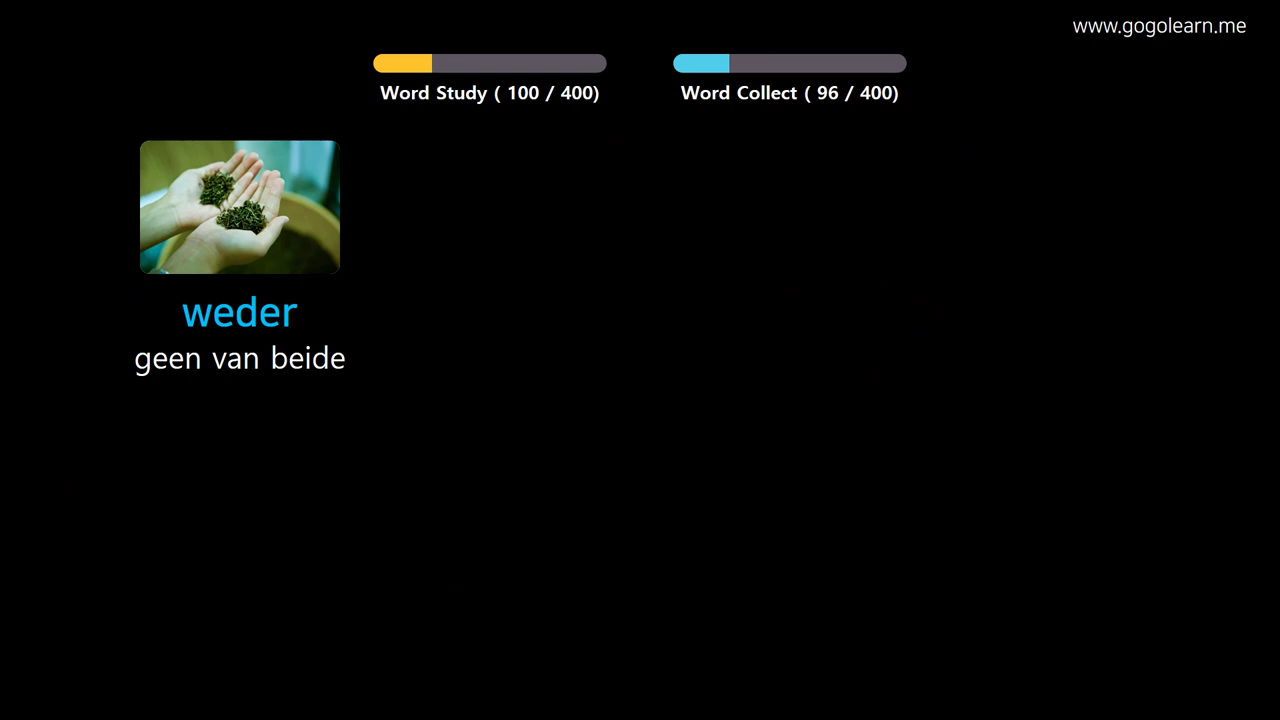 www.gogolearn.me
Word Study ( 100 / 400)
Word Collect ( 96 / 400)
weder
geen van beide